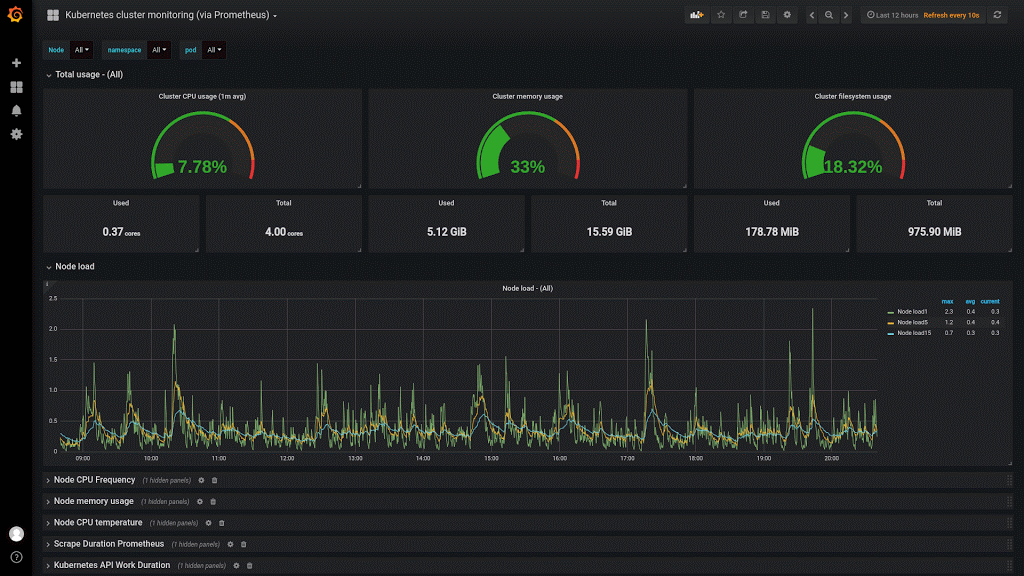 Kubernetes cluster monitoring (via Prometheus)
Last 12 hours Refresh every 10s
Node All namespace All pod All
Total usage - (All)
Cluster CPU usage (1m avg) Cluster memory usage Cluster filesystem usage
7.78% 33% 18.32%
Used Total Used Total Used Total
0.37 cores 4.00 cores 5.12 GiB 15.59 GiB 178.78 MiB 975.90 MiB
Node load
i
Node load - (All)
2.5
2.0
1.5
1.0
0.5
0
09:00 10:00 11:00 12:00 13:00 14:00 15:00 16:00 17:00 18:00 19:00 20:00
max avg current
Node load1 2.3 0.4 0.3
Node load5 1.2 0.4 0.4
Node load15 0.7 0.3 0.3
Node CPU Frequency (1 hidden panels)
Node memory usage (1 hidden panels)
Node CPU temperature (1 hidden panels)
Scrape Duration Prometheus (1 hidden panels)
Kubernetes API Work Duration (1 hidden panels)
?